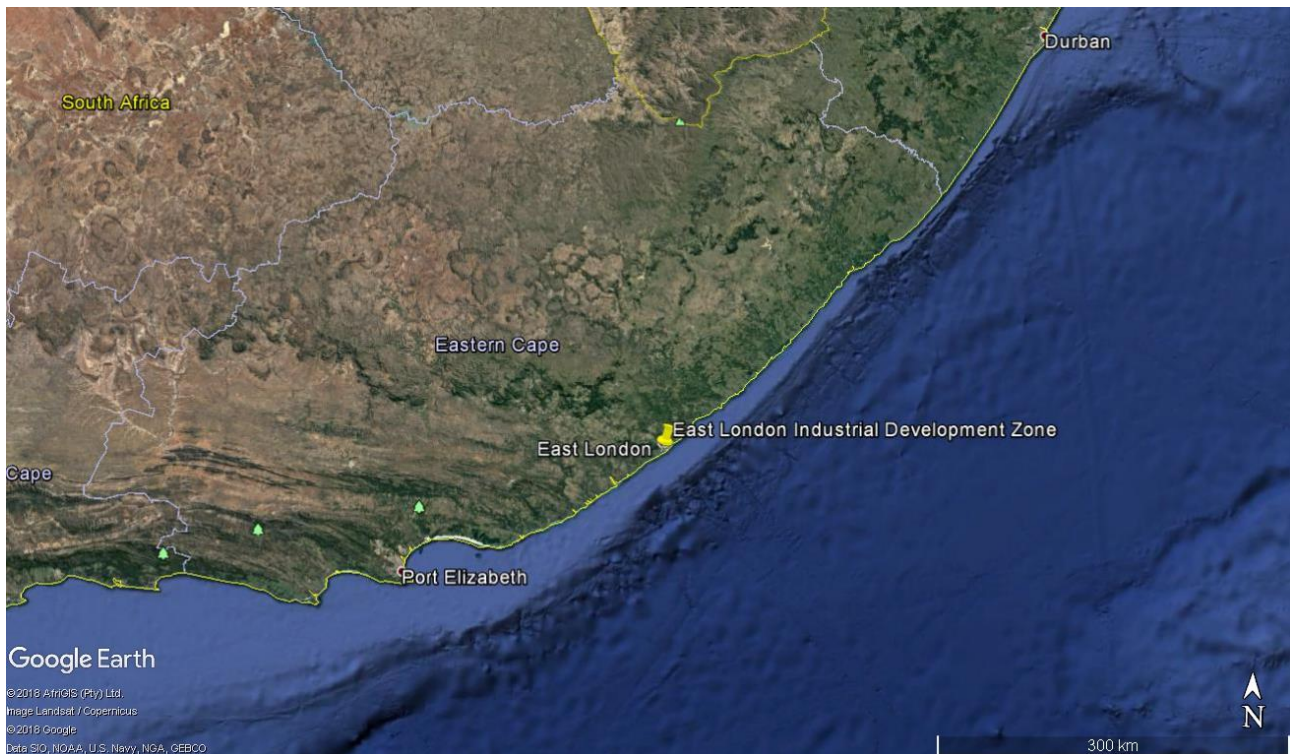 Durban
South Africa
Eastern Cape
East London Industrial Development Zone
East London
Cape
Port Elizabeth
Google Earth
©2018 AfriGIS (Pty) Ltd.
Image Landsat / Copernicus
©2018 Google
Data SIO, NOAA, U.S. Navy, NGA, GEBCO
N
300 km